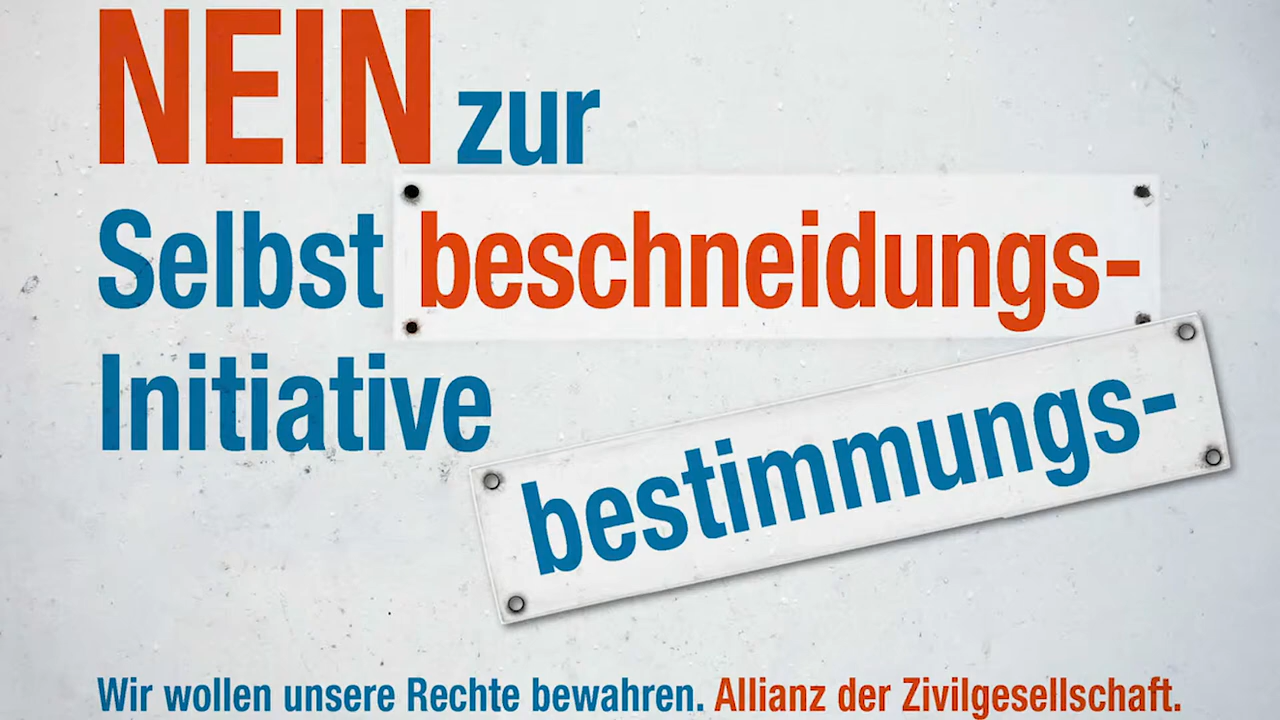 NEIN zur
Selbst beschneidungs-
Initiative
bestimmungs-
Wir wollen unsere Rechte bewahren. Allianz der Zivilgesellschaft.